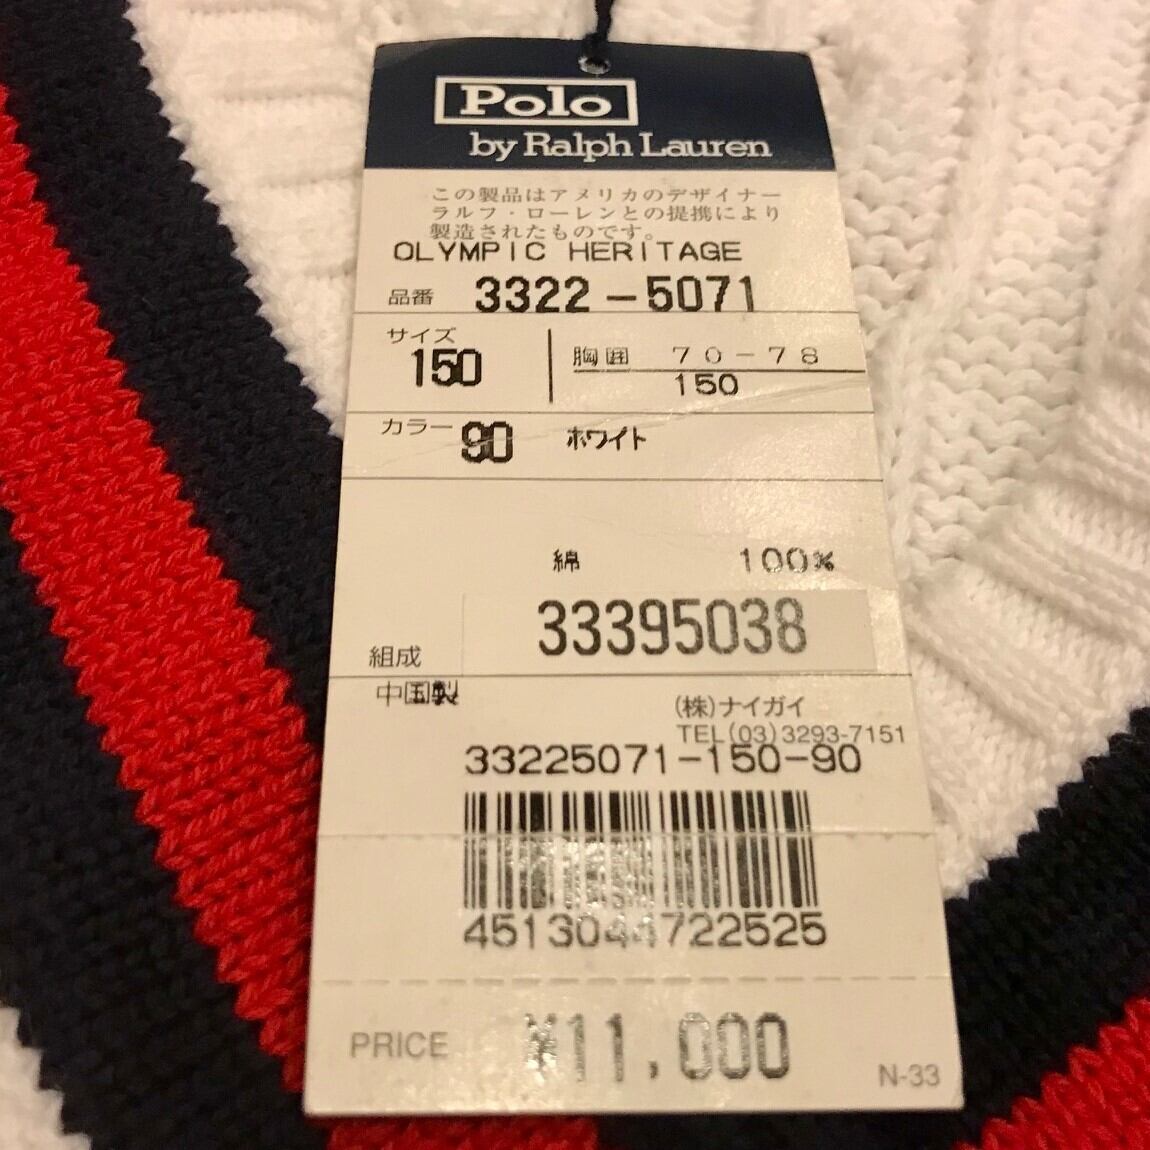 Polo
by Ralph Lauren
この製品はアメリカのデザイナー
ラルフ・ローレンとの提携により
製造されたものです。
OLYMPIC HERITAGE
品番 3322-5071
サイズ
150
胸囲 70-78
150
カラー 90 ホワイト
綿 100%
33395038
組成
中国製
(株)ナイガイ
TEL(03)3293-7151
33225071-150-90
4513044722525
PRICE ¥11,000
N-33